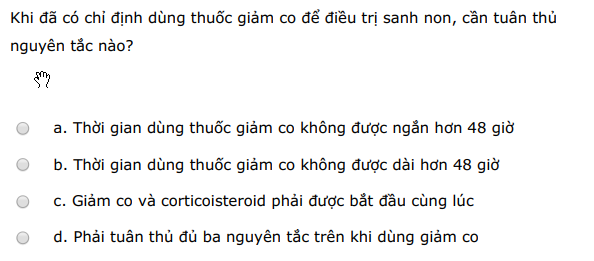 Khi đã có chỉ định dùng thuốc giảm co để điều trị sanh non, cần tuân thủ
nguyên tắc nào?
a. Thời gian dùng thuốc giảm co không được ngắn hơn 48 giờ
b. Thời gian dùng thuốc giảm co không được dài hơn 48 giờ
c. Giảm co và corticoisteroid phải được bắt đầu cùng lúc
d. Phải tuân thủ đủ ba nguyên tắc trên khi dùng giảm co